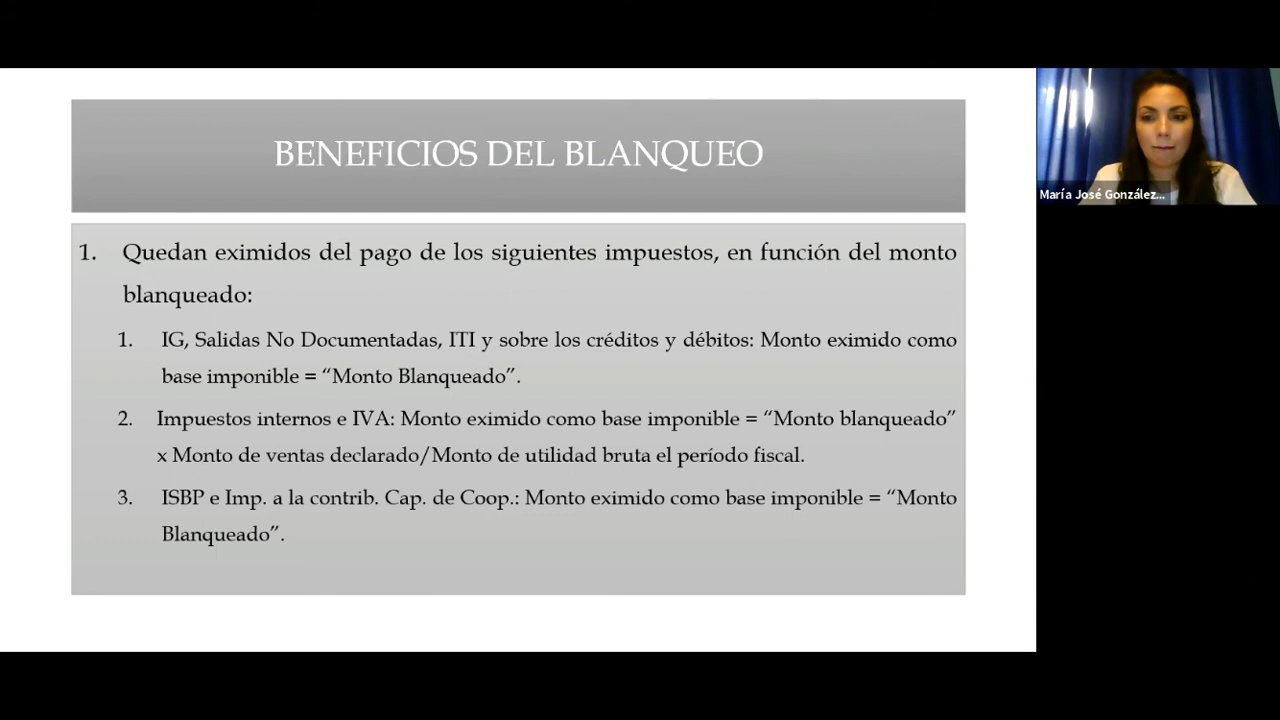 BENEFICIOS DEL BLANQUEO
1. Quedan eximidos del pago de los siguientes impuestos, en función del monto
blanqueado:
1. IG, Salidas No Documentadas, ITI y sobre los créditos y débitos: Monto eximido como
base imponible = “Monto Blanqueado”.
2. Impuestos internos e IVA: Monto eximido como base imponible = “Monto blanqueado”
x Monto de ventas declarado/Monto de utilidad bruta el período fiscal.
3. ISBP e Imp. a la contrib. Cap. de Coop.: Monto eximido como base imponible = “Monto
Blanqueado”.
María José González...